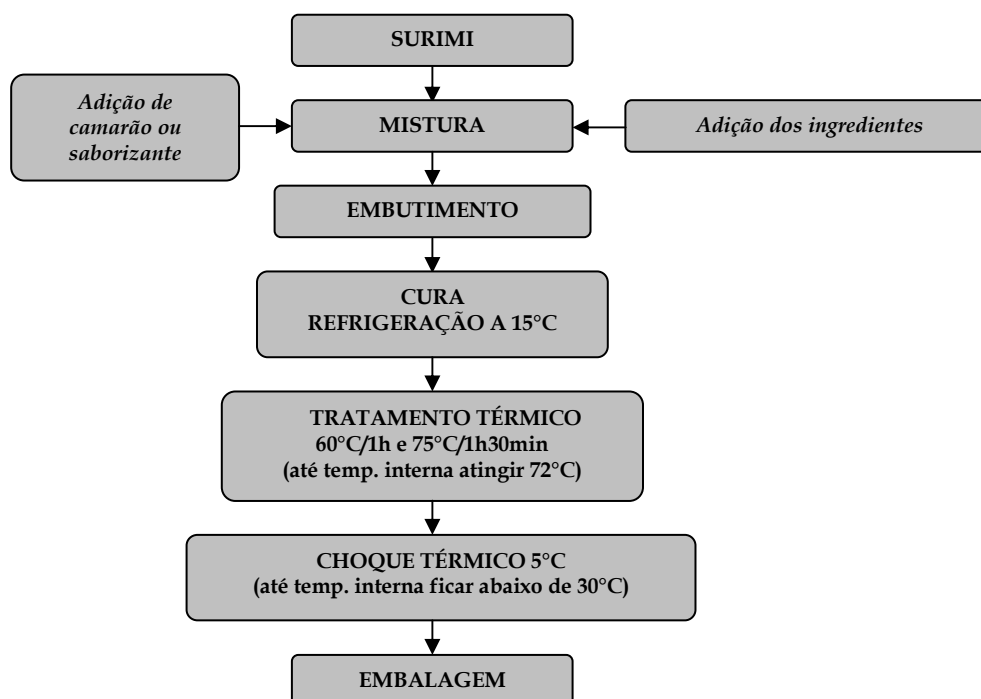 SURIMI
Adição de
camarão ou
saborizante
MISTURA
Adição dos ingredientes
EMBUTIMENTO
CURA
REFRIGERAÇÃO A 15°C
TRATAMENTO TÉRMICO
60°C/1h e 75°C/1h30min
(até temp. interna atingir 72°C)
CHOQUE TÉRMICO 5°C
(até temp. interna ficar abaixo de 30°C)
EMBALAGEM